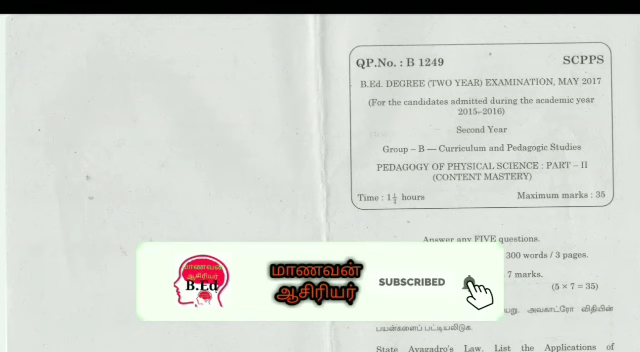 QP.No. : B 1249 SCPPS
B.Ed. DEGREE (TWO YEAR) EXAMINATION, MAY 2017
(For the candidates admitted during the academic year
2015–2016)
Second Year
Group – B — Curriculum and Pedagogic Studies
PEDAGOGY OF PHYSICAL SCIENCE : PART – II
(CONTENT MASTERY)
Time : 1½ hours Maximum marks : 35
Answer any FIVE questions.
300 words / 3 pages.
7 marks.
(5 × 7 = 35)
மாணவன்
ஆசிரியர்
B.Ed
மாணவன்
ஆசிரியர்
SUBSCRIBED
அவகாட்ரோ விதியின்
பயன்களைப் பட்டியலிடுக.
State Avagadro's Law. List the Applications of